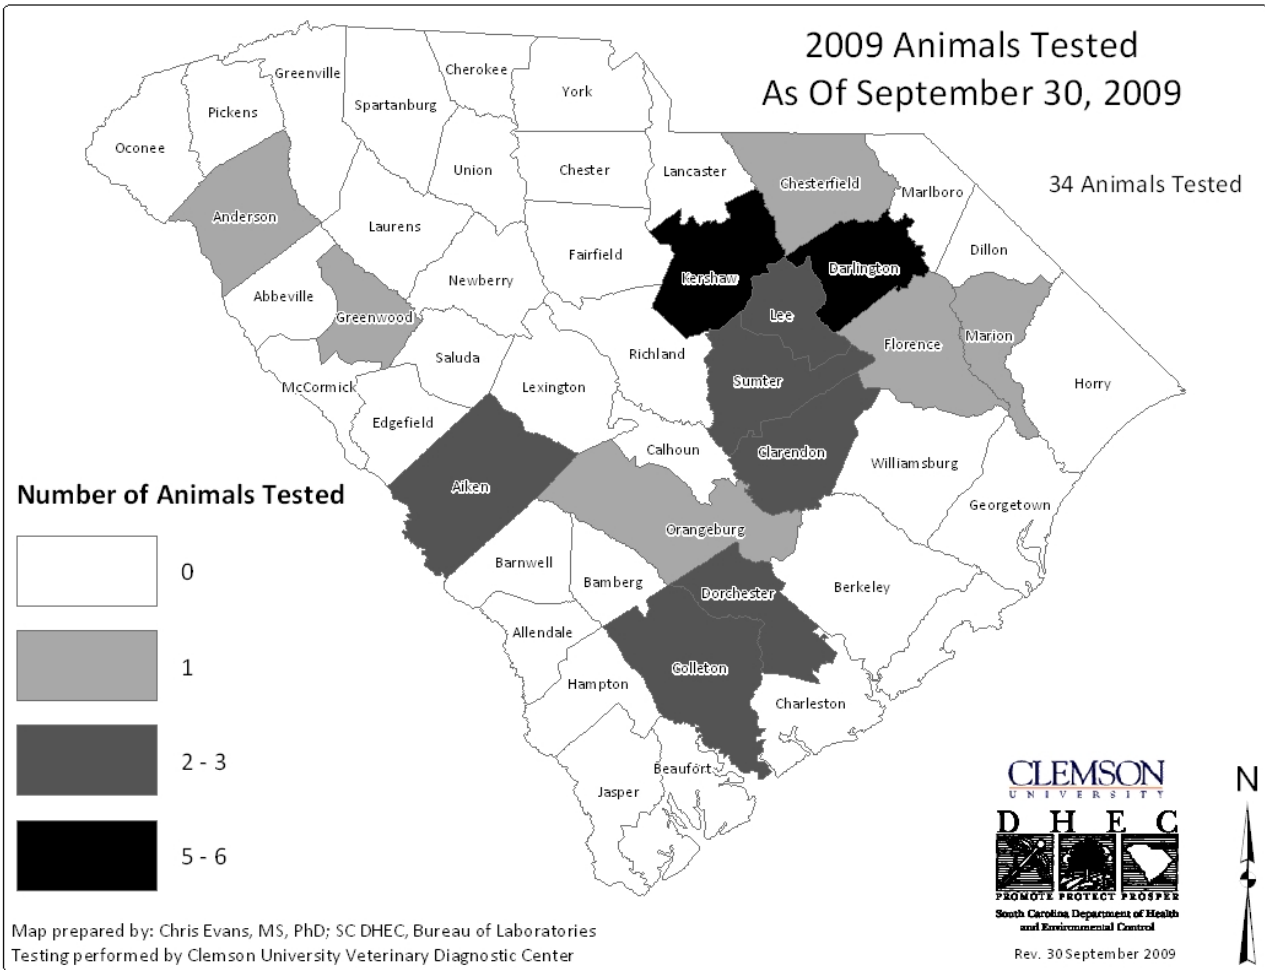 2009 Animals Tested
As Of September 30, 2009
34 Animals Tested
Greenville
Cherokee
Spartanburg
York
Pickens
Oconee
Union
Chester
Lancaster
Chesterfield
Marlboro
Anderson
Laurens
Fairfield
Dillon
Kershaw
Darlington
Newberry
Abbeville
Greenwood
Lee
Richland
Florence
Marion
Saluda
McCormick
Lexington
Sumter
Horry
Edgefield
Calhoun
Clarendon
Williamsburg
Aiken
Georgetown
Orangeburg
Barnwell
Bamberg
Dorchester
Berkeley
Allendale
Colleton
Hampton
Charleston
Beaufort
Jasper
Number of Animals Tested
0
1
2 - 3
5 - 6
CLEMSON
UNIVERSITY
D H E C
PROMOTE PROTECT PROSPER
South Carolina Department of Health
and Environmental Control
Rev. 30 September 2009
N
Map prepared by: Chris Evans, MS, PhD; SC DHEC, Bureau of Laboratories
Testing performed by Clemson University Veterinary Diagnostic Center